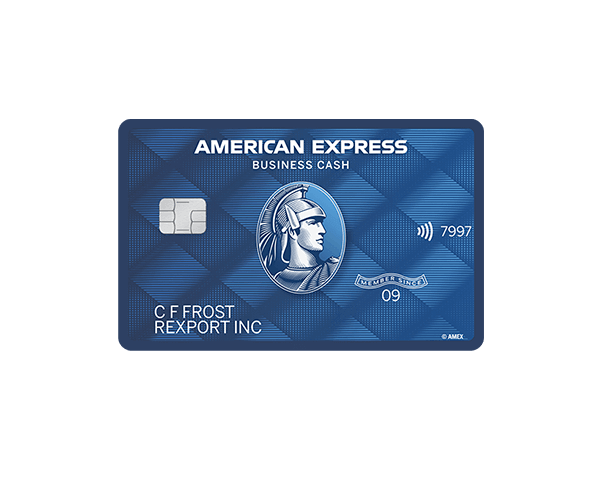 AMERICAN EXPRESS
BUSINESS CASH
7997
MEMBER SINCE
09
C F FROST
REXPORT INC
© AMEX